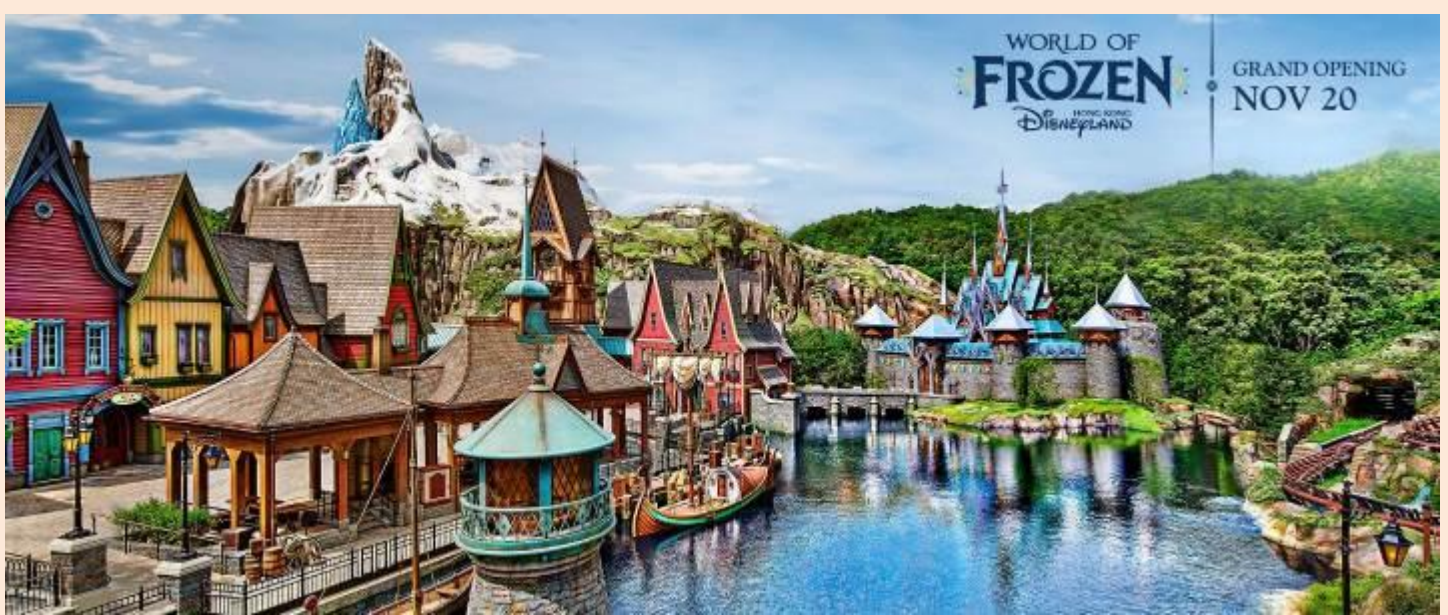 WORLD OF
FROZEN
HONG KONG
DISNEYLAND
GRAND OPENING
NOV 20